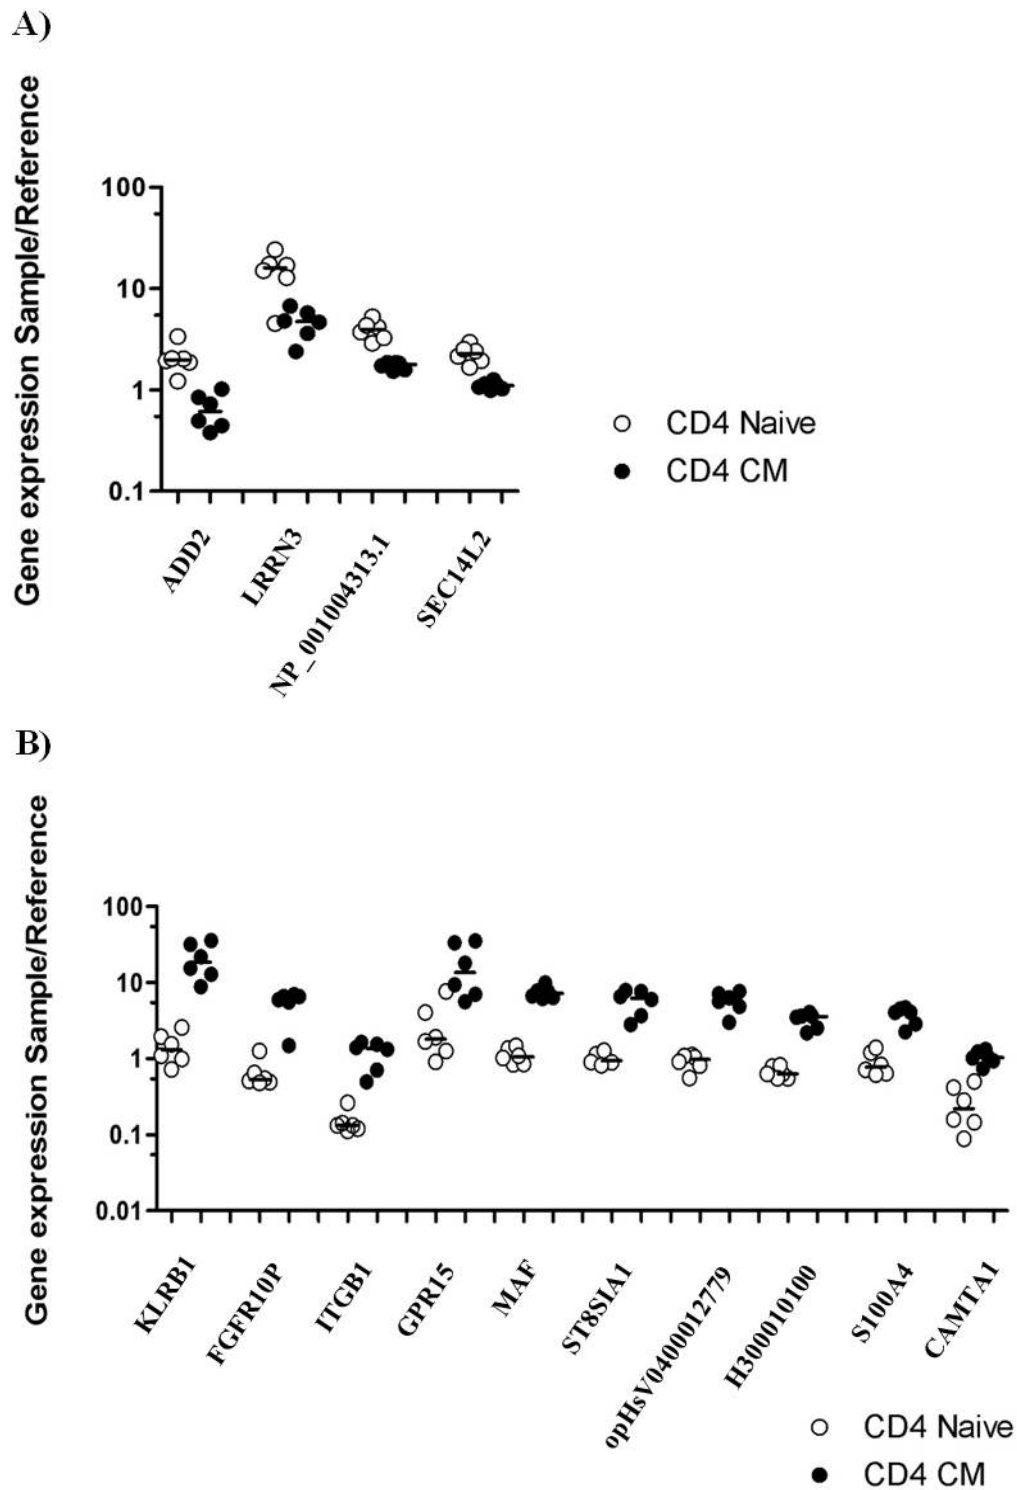 A)
Gene expression Sample/Reference
100
10
1
0.1
ADD2
LRRN3
NP_001004313.1
SEC14L2
CD4 Naive
CD4 CM
B)
Gene expression Sample/Reference
100
10
1
0.1
0.01
KLRB1
FGFR10P
ITGB1
GPR15
MAF
ST8SIA1
opHsV0400012779
H300010100
S100A4
CAMTA1
CD4 Naive
CD4 CM